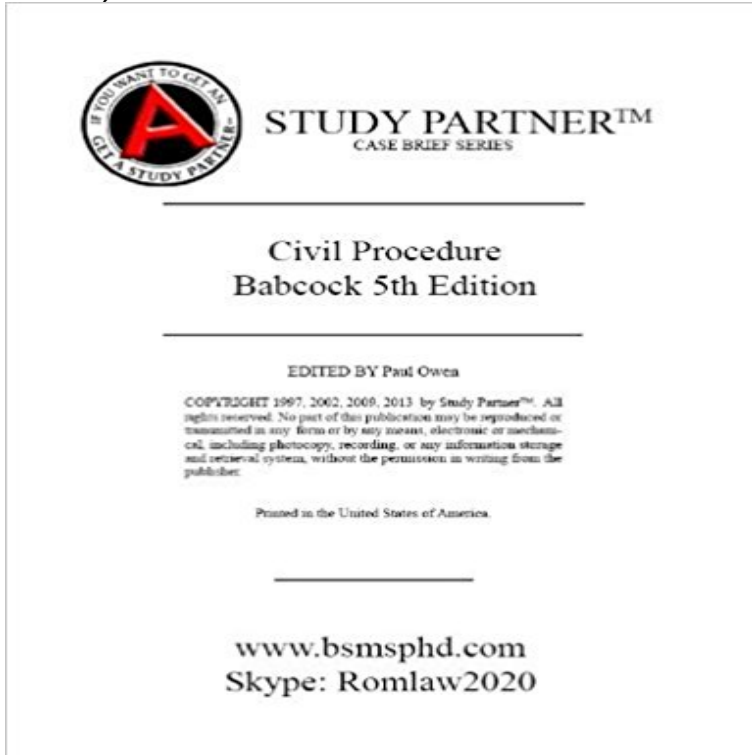 IF YOU WANT TO GET AN
A
GET A STUDY PARTNER
STUDY PARTNER™
CASE BRIEF SERIES
Civil Procedure
Babcock 5th Edition
EDITED BY Paul Owen
COPYRIGHT 1997, 2002, 2009, 2013 by Study Partner™. All
rights reserved. No part of this publication may be reproduced or
transmitted in any form or by any means, electronic or mechani-
cal, including photocopy, recording, or any information storage
and retrieval system, without the permission in writing from the
publisher.
Printed in the United States of America.
www.bsmsphd.com
Skype: Romlaw2020